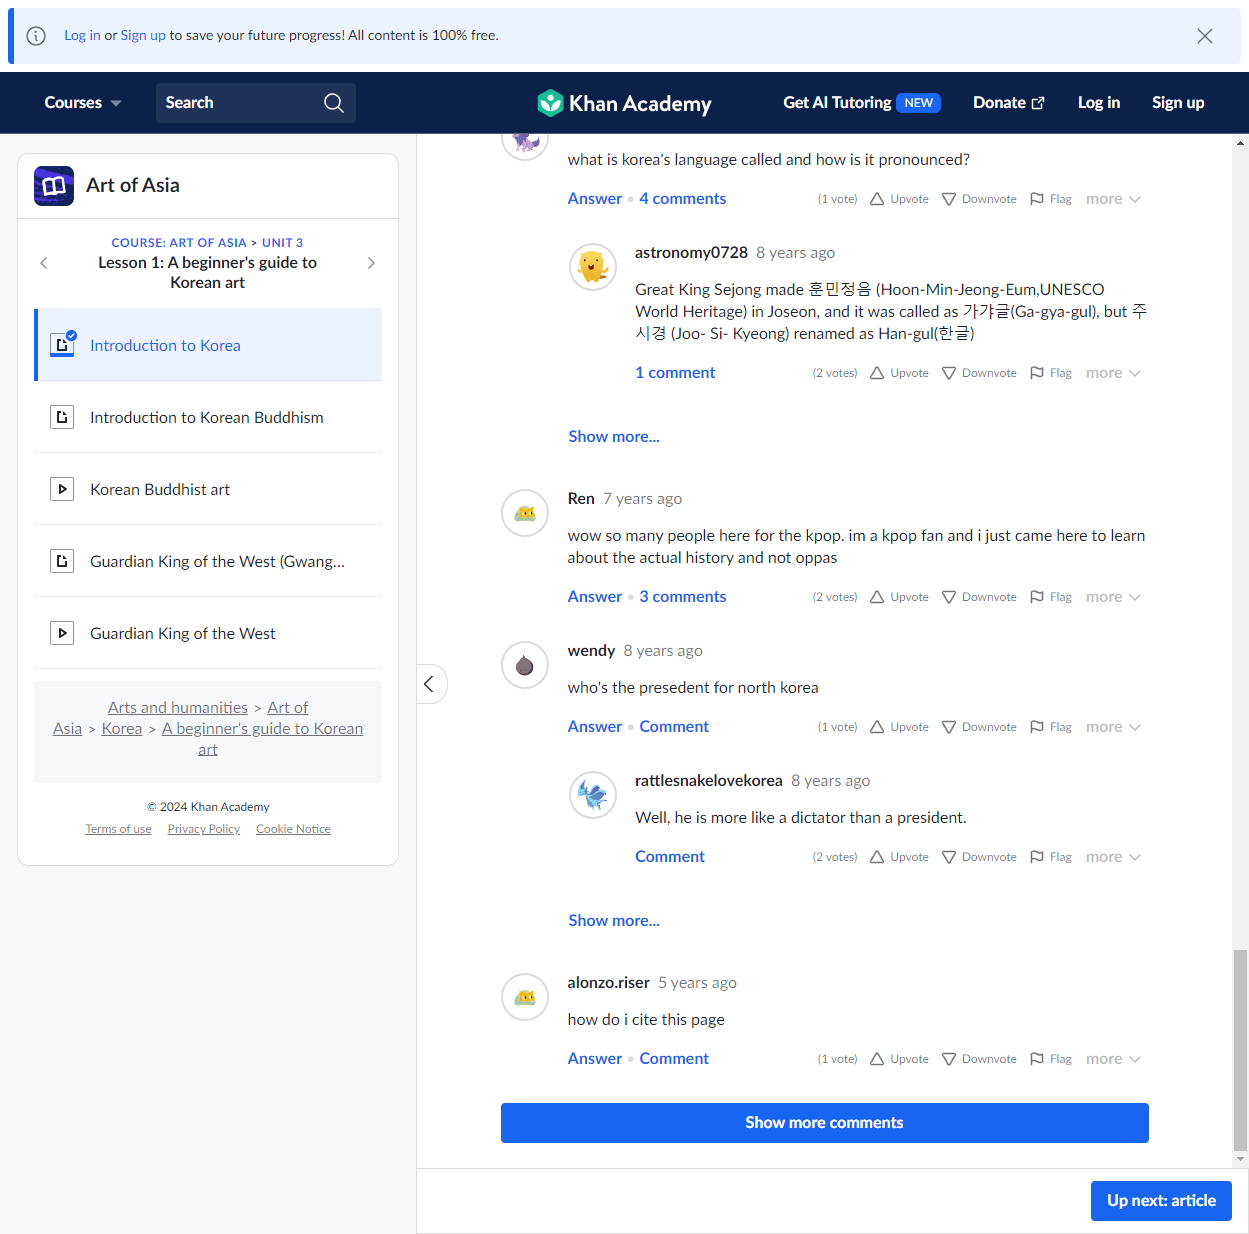 Log in or Sign up to save your future progress! All content is 100% free.
Courses
Search
Khan Academy
Get AI Tutoring NEW
Donate
Log in
Sign up
Art of Asia
COURSE: ART OF ASIA > UNIT 3
Lesson 1: A beginner's guide to
Korean art
Introduction to Korea
Introduction to Korean Buddhism
Korean Buddhist art
Guardian King of the West (Gwang...
Guardian King of the West
Arts and humanities > Art of
Asia > Korea > A beginner's guide to Korean
art
© 2024 Khan Academy
Terms of use Privacy Policy Cookie Notice
what is korea's language called and how is it pronounced?
Answer • 4 comments (1 vote) Upvote Downvote Flag more
astronomy0728 8 years ago
Great King Sejong made 훈민정음 (Hoon-Min-Jeong-Eum,UNESCO
World Heritage) in Joseon, and it was called as 가갸글(Ga-gya-gul), but 주
시경 (Joo- Si- Kyeong) renamed as Han-gul(한글)
1 comment (2 votes) Upvote Downvote Flag more
Show more...
Ren 7 years ago
wow so many people here for the kpop. im a kpop fan and i just came here to learn
about the actual history and not oppas
Answer • 3 comments (2 votes) Upvote Downvote Flag more
wendy 8 years ago
who's the presedent for north korea
Answer • Comment (1 vote) Upvote Downvote Flag more
rattlesnakelovekorea 8 years ago
Well, he is more like a dictator than a president.
Comment (2 votes) Upvote Downvote Flag more
Show more...
alonzo.riser 5 years ago
how do i cite this page
Answer • Comment (1 vote) Upvote Downvote Flag more
Show more comments
Up next: article